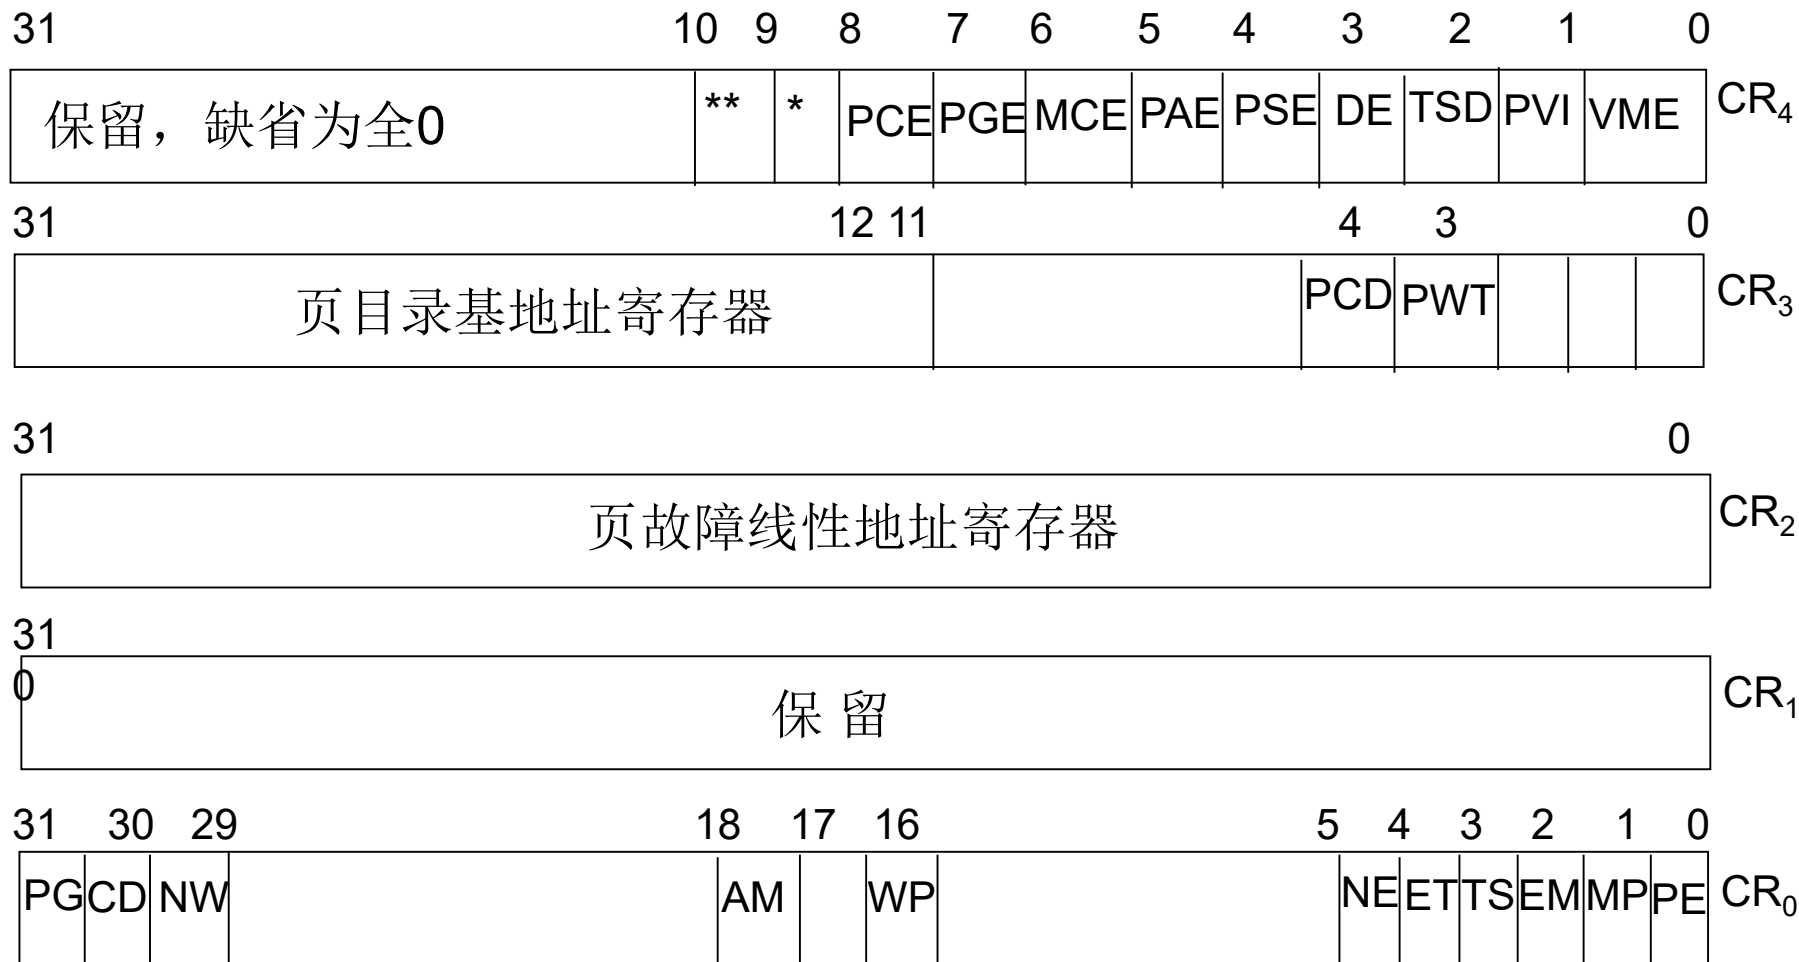 31 10 9 8 7 6 5 4 3 2 1 0
保留，缺省为全0 ** * PCE PGE MCE PAE PSE DE TSD PVI VME CR4
31 12 11 4 3 0
页目录基地址寄存器 PCD PWT CR3
31 0
页故障线性地址寄存器 CR2
31
0
保 留 CR1
31 30 29 18 17 16 5 4 3 2 1 0
PG CD NW AM WP NE ET TS EM MP PE CR0